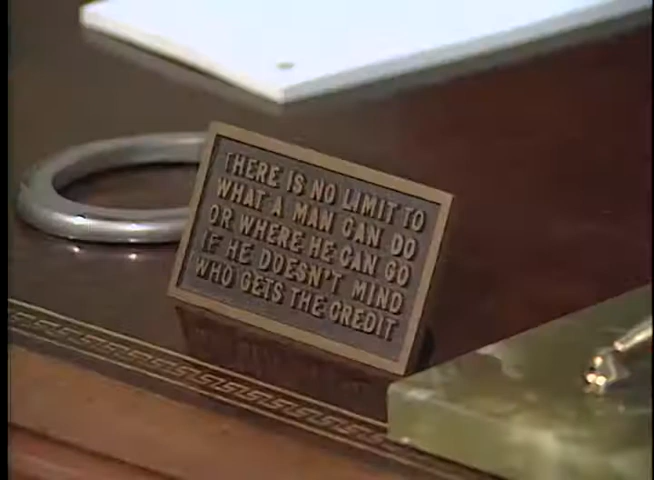 THERE IS NO LIMIT TO
WHAT A MAN CAN DO
OR WHERE HE CAN GO
IF HE DOESN'T MIND
WHO GETS THE CREDIT